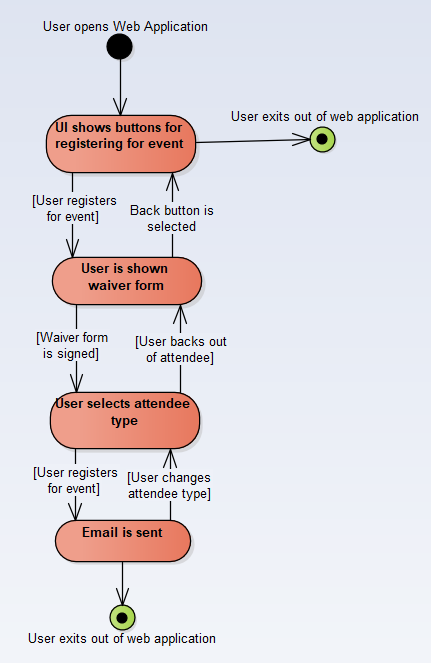 User opens Web Application
UI shows buttons for
registering for event
User exits out of web application
[User registers
for event]
Back button is
selected
User is shown
waiver form
[Waiver form
is signed]
[User backs out
of attendee]
User selects attendee
type
[User registers
for event]
[User changes
attendee type]
Email is sent
User exits out of web application